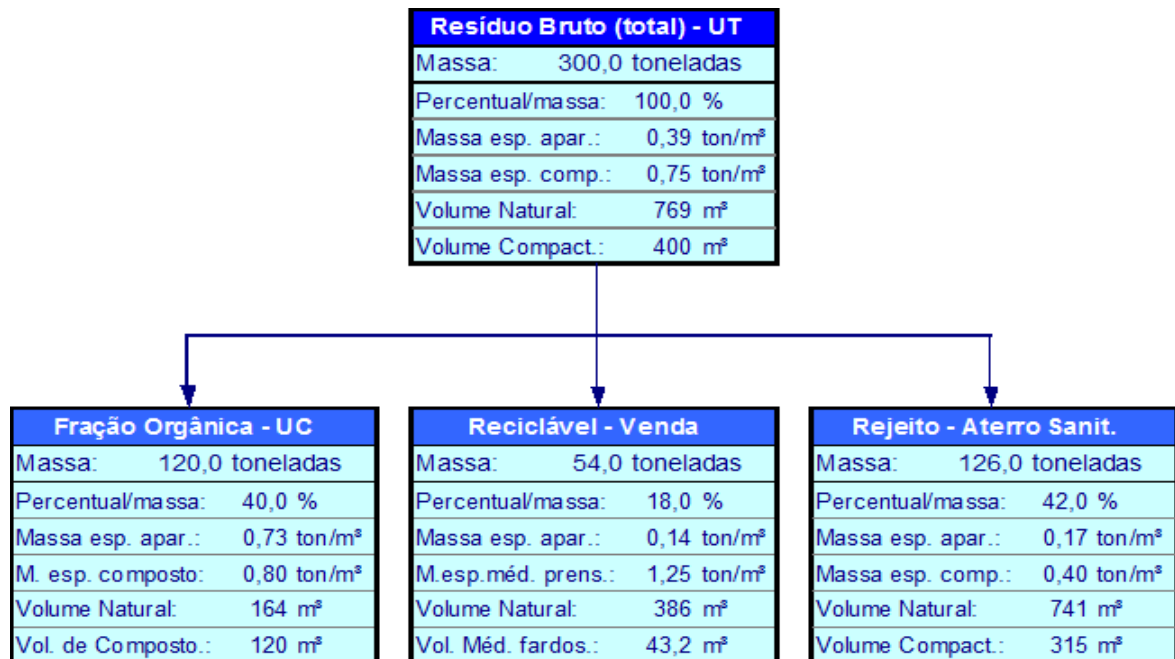 Resíduo Bruto (total) - UT
Massa: 300,0 toneladas
Percentual/massa: 100,0 %
Massa esp. apar.: 0,39 ton/m³
Massa esp. comp.: 0,75 ton/m³
Volume Natural: 769 m³
Volume Compact.: 400 m³
Fração Orgânica - UC
Massa: 120,0 toneladas
Percentual/massa: 40,0 %
Massa esp. apar.: 0,73 ton/m³
M. esp. composto: 0,80 ton/m³
Volume Natural: 164 m³
Vol. de Composto.: 120 m³
Reciclável - Venda
Massa: 54,0 toneladas
Percentual/massa: 18,0 %
Massa esp. apar.: 0,14 ton/m³
M.esp.méd. prens.: 1,25 ton/m³
Volume Natural: 386 m³
Vol. Méd. fardos.: 43,2 m³
Rejeito - Aterro Sanit.
Massa: 126,0 toneladas
Percentual/massa: 42,0 %
Massa esp. apar.: 0,17 ton/m³
Massa esp. comp.: 0,40 ton/m³
Volume Natural: 741 m³
Volume Compact.: 315 m³